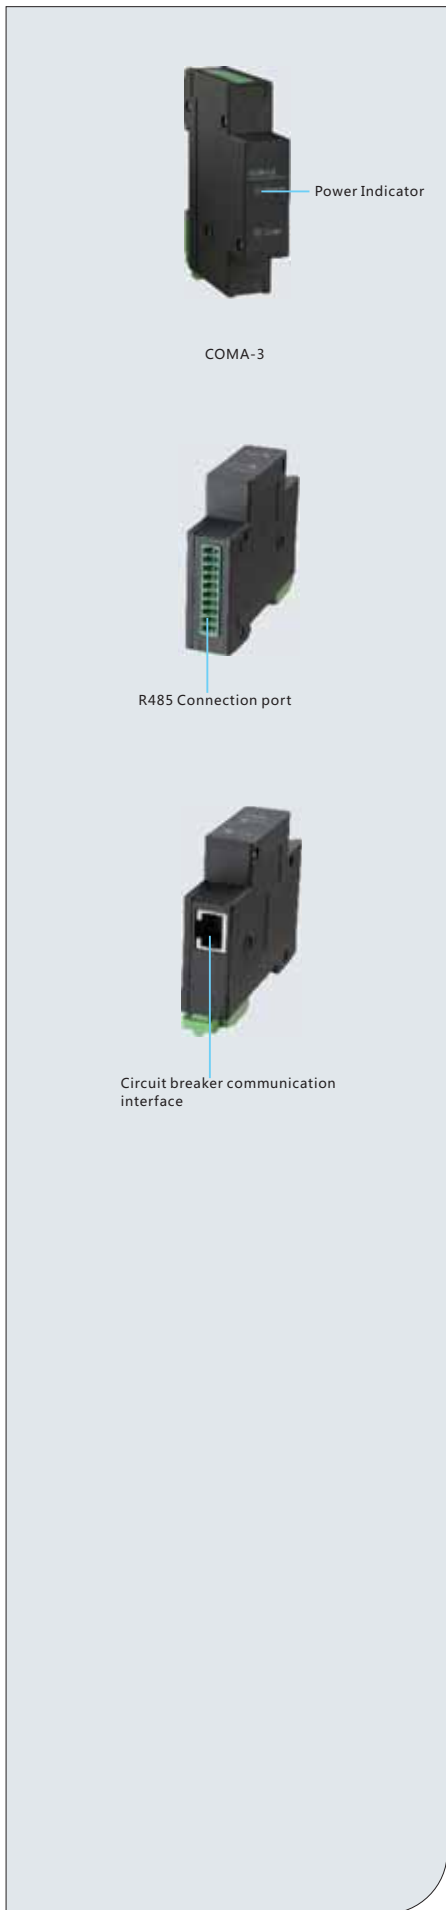 Power Indicator
COMA-3
R485 Connection port
Circuit breaker communication
interface